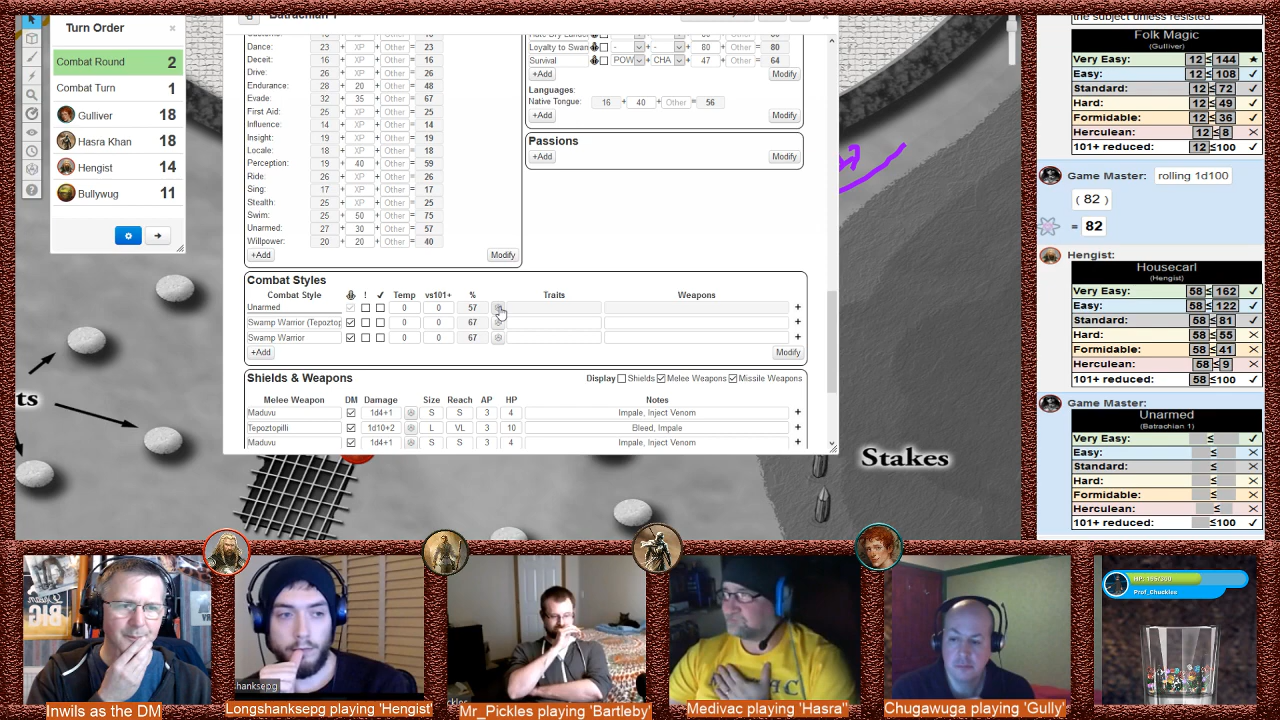 Turn Order ×
Combat Round 2
Combat Turn 1
Gulliver 18
Hasra Khan 18
Hengist 14
Bullywug 11
Dance: 23 + XP + Other = 23
Deceit: 16 + XP + Other = 16
Drive: 26 + XP + Other = 26
Endurance: 28 + 20 + Other = 48
Evade: 32 + 35 + Other = 67
First Aid: 25 + XP + Other = 25
Influence: 14 + XP + Other = 14
Insight: 19 + XP + Other = 19
Locale: 18 + XP + Other = 18
Perception: 19 + 40 + Other = 59
Ride: 26 + XP + Other = 26
Sing: 17 + XP + Other = 17
Stealth: 25 + XP + Other = 25
Swim: 25 + 50 + Other = 75
Unarmed: 27 + 30 + Other = 57
Willpower: 20 + 20 + Other = 40
+Add Modify
Loyalty to Swan - + - + 80 Other = 80
Survival POW + CHA + 47 Other = 64
+Add Modify
Languages:
Native Tongue: 16 + 40 + Other = 56
+Add Modify
Passions
+Add Modify
Combat Styles
Combat Style ! ✓ Temp vs101+ % Traits Weapons
Unarmed 0 0 57 +
Swamp Warrior (Tepoztop 0 0 67 +
Swamp Warrior 0 0 67 +
+Add Modify
Shields & Weapons Display Shields Melee Weapons Missile Weapons
Melee Weapon DM Damage Size Reach AP HP Notes
Maduvu 1d4+1 S S 3 4 Impale, Inject Venom +
Tepoztopilli 1d10+2 L VL 3 10 Bleed, Impale
Maduvu 1d4+1 S S 3 4 Impale, Inject Venom +
ts
Stakes
the subject unless resisted.
Folk Magic
(Gulliver)
Very Easy: 12 ≤ 144 ★
Easy: 12 ≤ 108 ✓
Standard: 12 ≤ 72 ✓
Hard: 12 ≤ 49 ✓
Formidable: 12 ≤ 36 ✓
Herculean: 12 ≤ 8 ✕
101+ reduced: 12 ≤100 ✓
Game Master: rolling 1d100
( 82 )
= 82
Hengist:
Housecarl
(Hengist)
Very Easy: 58 ≤ 162 ✓
Easy: 58 ≤ 122 ✓
Standard: 58 ≤ 81 ✓
Hard: 58 ≤ 55 ✕
Formidable: 58 ≤ 41 ✕
Herculean: 58 ≤ 9 ✕
101+ reduced: 58 ≤100 ✓
Game Master:
Unarmed
(Batrachian 1)
Very Easy: ≤ ✓
Easy: ≤ ✕
Standard: ≤ ✕
Hard: ≤ ✕
Formidable: ≤ ✕
Herculean: ≤ ✕
101+ reduced: ≤100 ✓
BIG
hanksepg
Prof_Chuckles
Inwils as the DM
Longshanksepg playing 'Hengist'
Mr_Pickles playing 'Bartleby'
Medivac playing 'Hasra"
Chugawuga playing 'Gully'